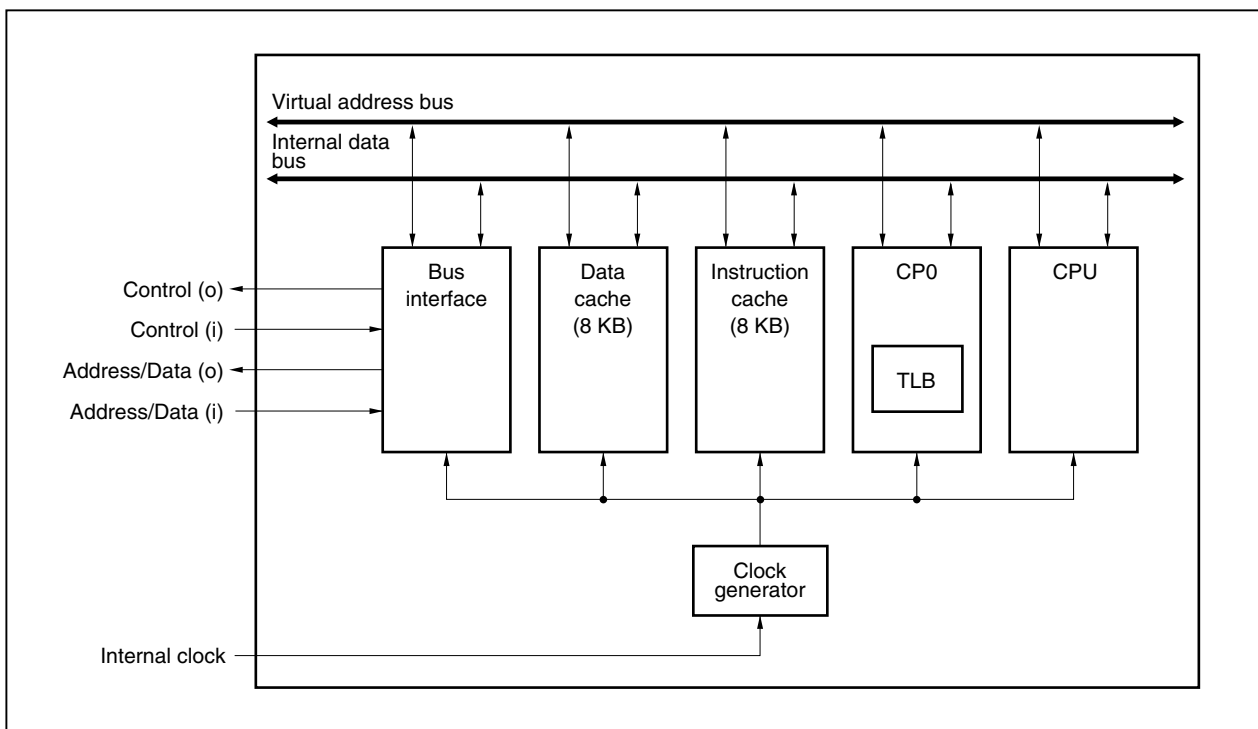 Virtual address bus
Internal data
bus
Bus
interface
Data
cache
(8 KB)
Instruction
cache
(8 KB)
CP0
TLB
CPU
Control (o)
Control (i)
Address/Data (o)
Address/Data (i)
Clock
generator
Internal clock